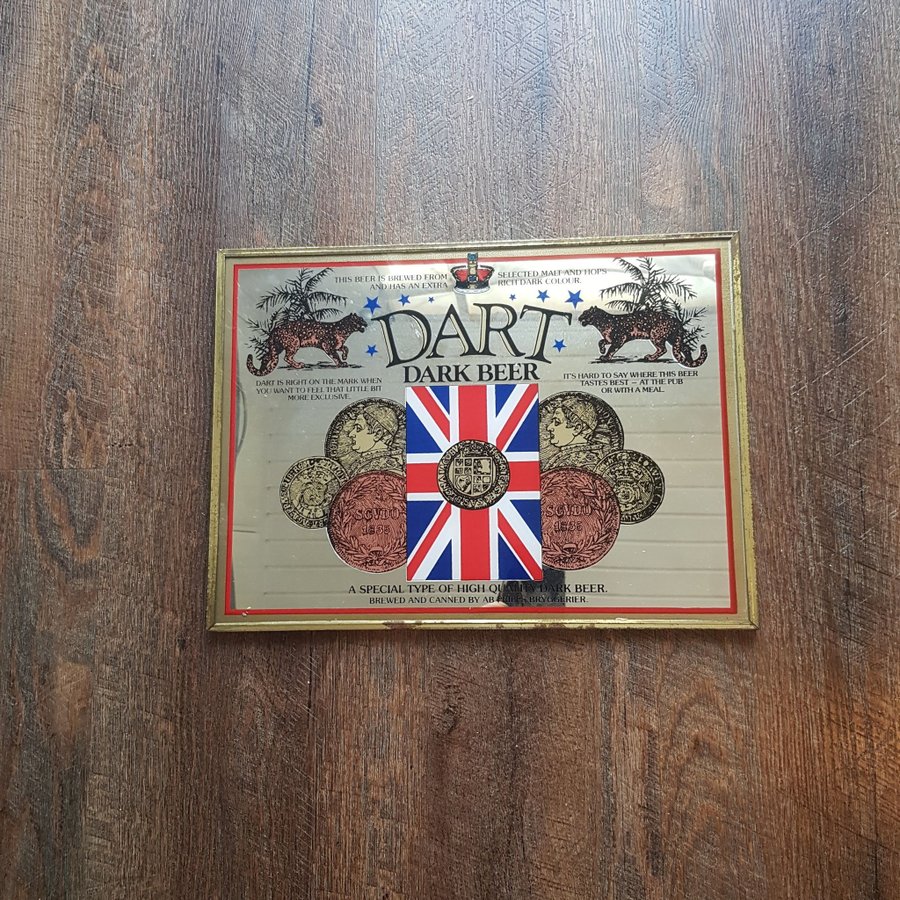 THIS BEER IS BREWED FROM SELECTED MALT AND HOPS
AND HAS AN EXTRA RICH DARK COLOUR.
DART
DARK BEER
DART IS RIGHT ON THE MARK WHEN
YOU WANT TO FEEL THAT LITTLE BIT
MORE EXCLUSIVE.
IT'S HARD TO SAY WHERE THIS BEER
TASTES BEST — AT THE PUB
OR WITH A MEAL.
1835
1835
A SPECIAL TYPE OF HIGH QUALITY DARK BEER.
BREWED AND CANNED BY AB BRYGGERIER.